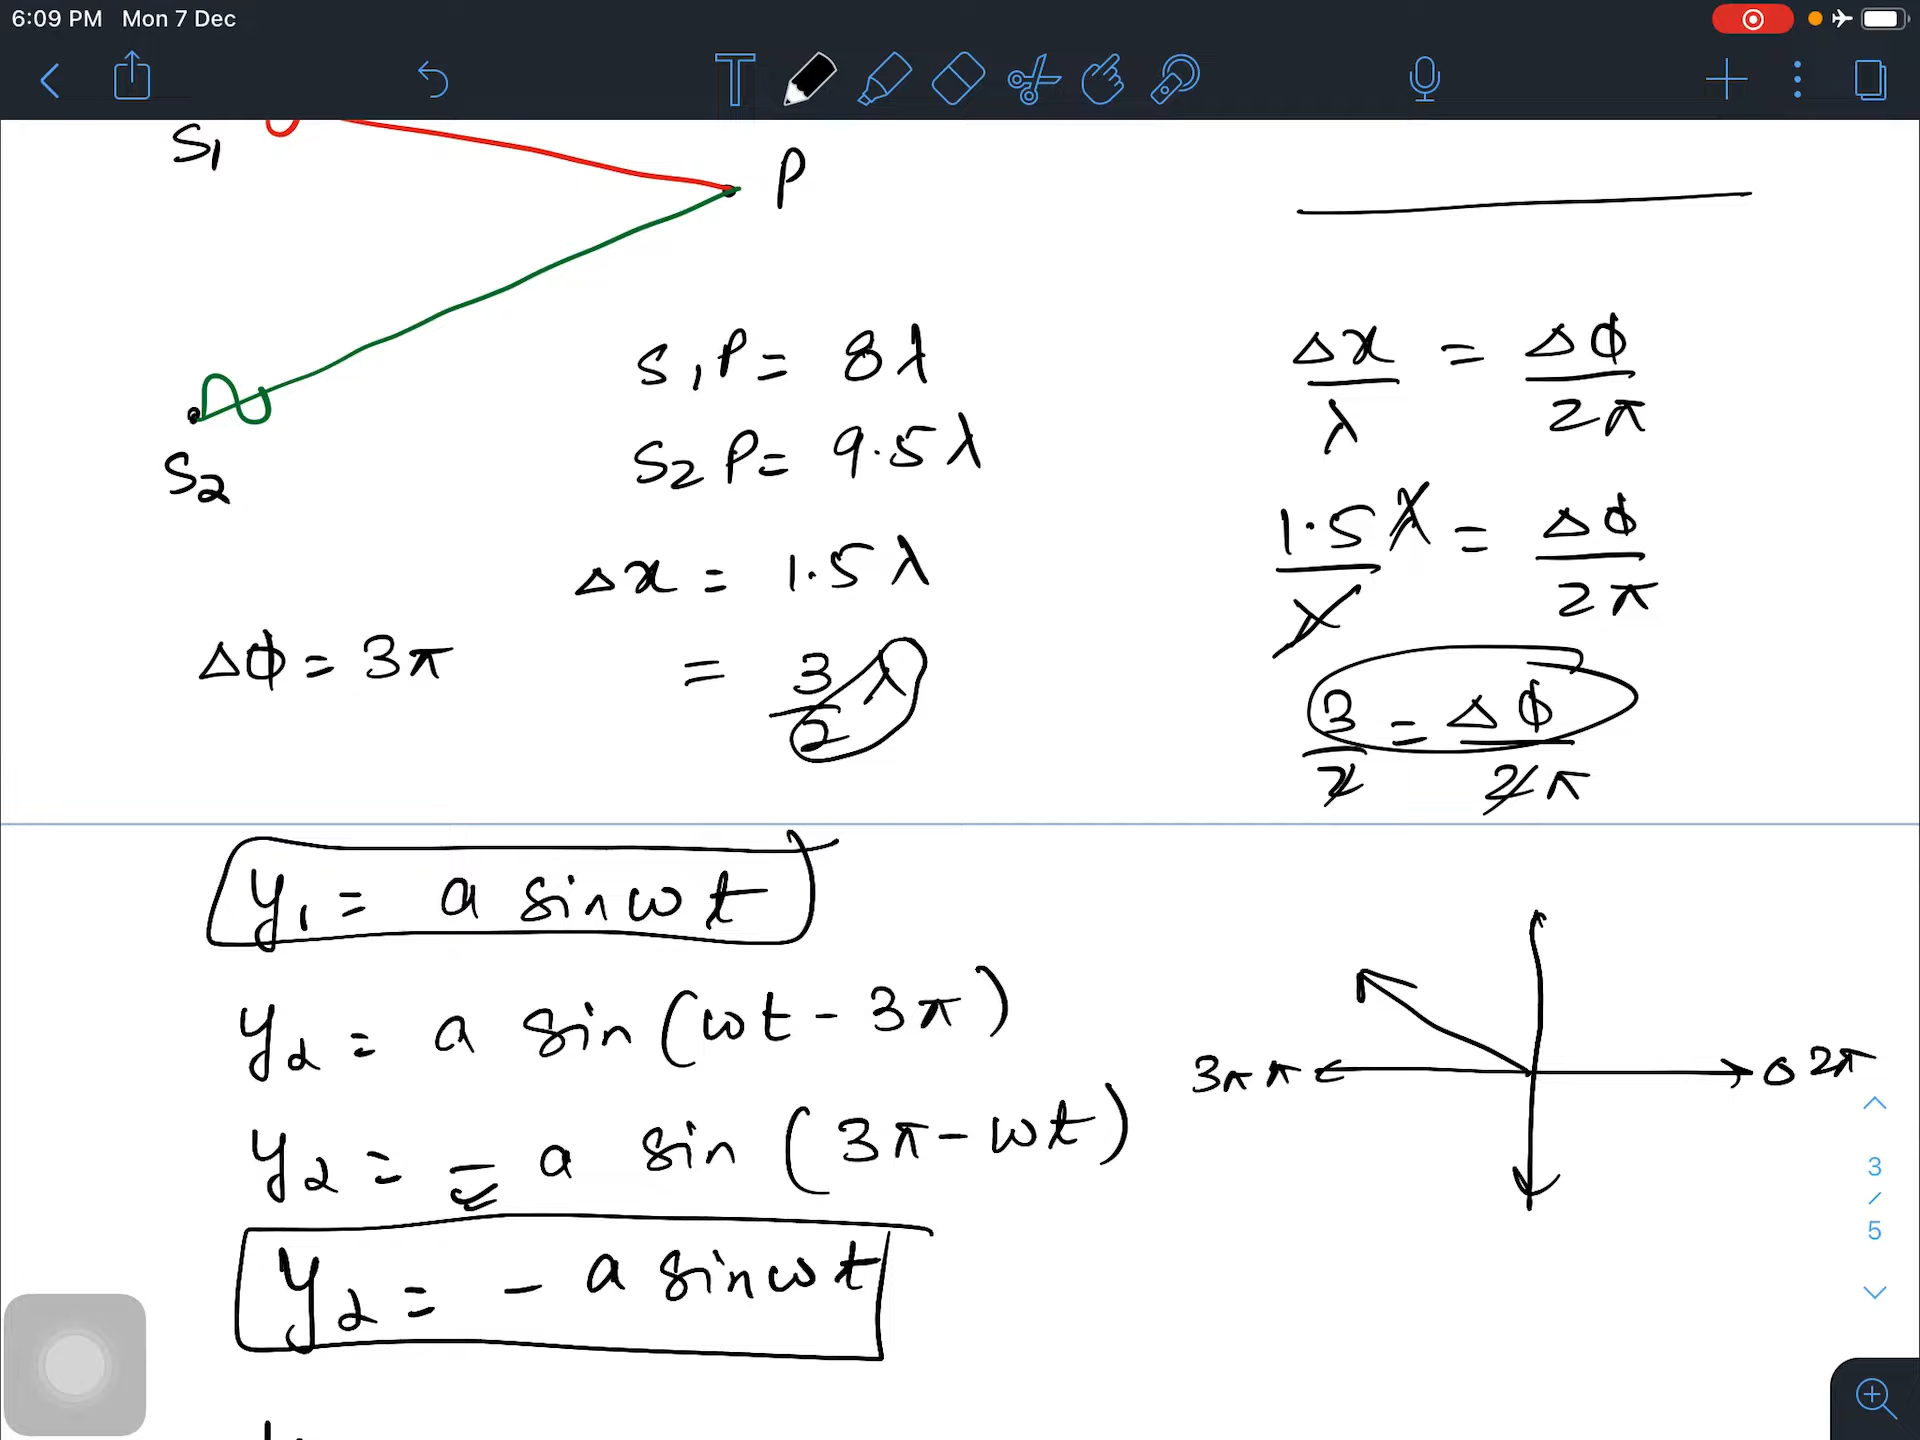 6:09 PM Mon 7 Dec
S₁
P
S₁P = 8λ
S₂P = 9.5λ
S₂
Δx = 1.5λ
Δφ = 3π
= 3/2 λ
Δx/λ = Δφ/2π
1.5λ/λ = Δφ/2π
3/2 = Δφ/2π
y₁ = a sinωt
y₂ = a sin(ωt - 3π)
y₂ = - a sin (3π - ωt)
y₂ = - a sinωt
3π π
0 2π
3
/
5